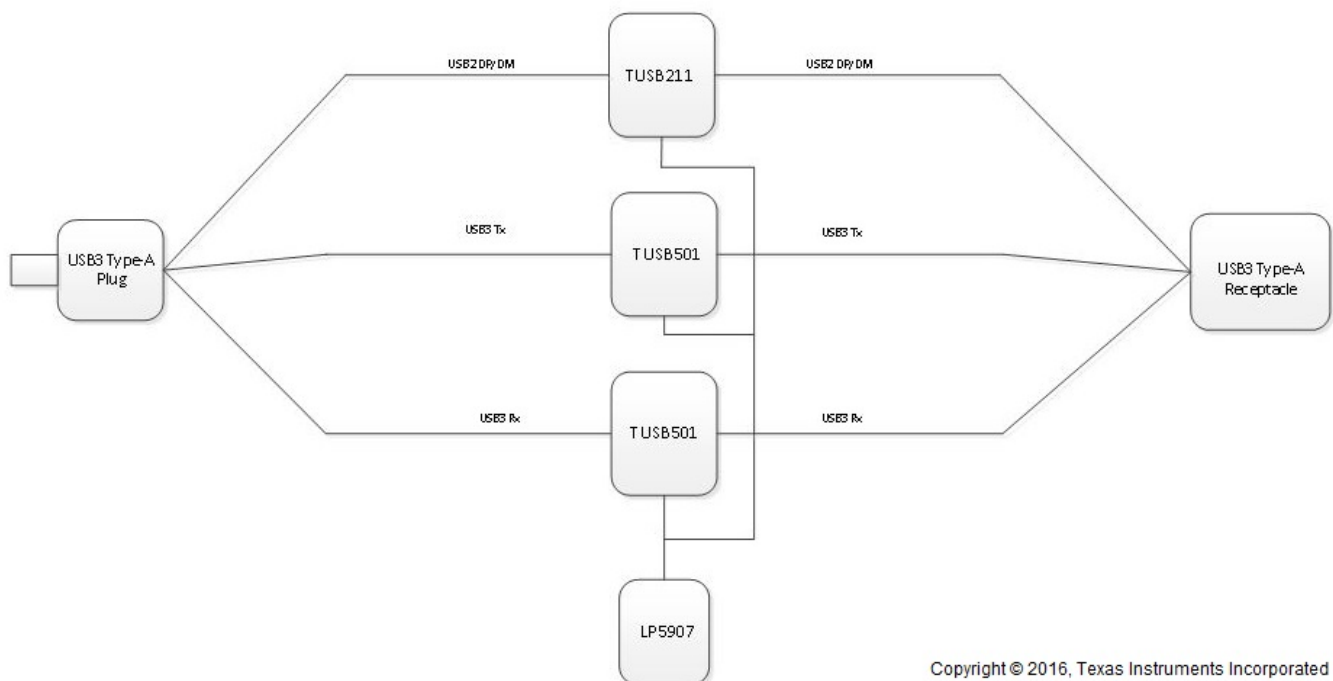 USB2 DP/DM
TUSB211
USB2 DP/DM
USB3 Type-A
Plug
USB3 Tx
TUSB501
USB3 Tx
USB3 Type-A
Receptacle
USB3 Rx
TUSB501
USB3 Rx
LP5907
Copyright © 2016, Texas Instruments Incorporated